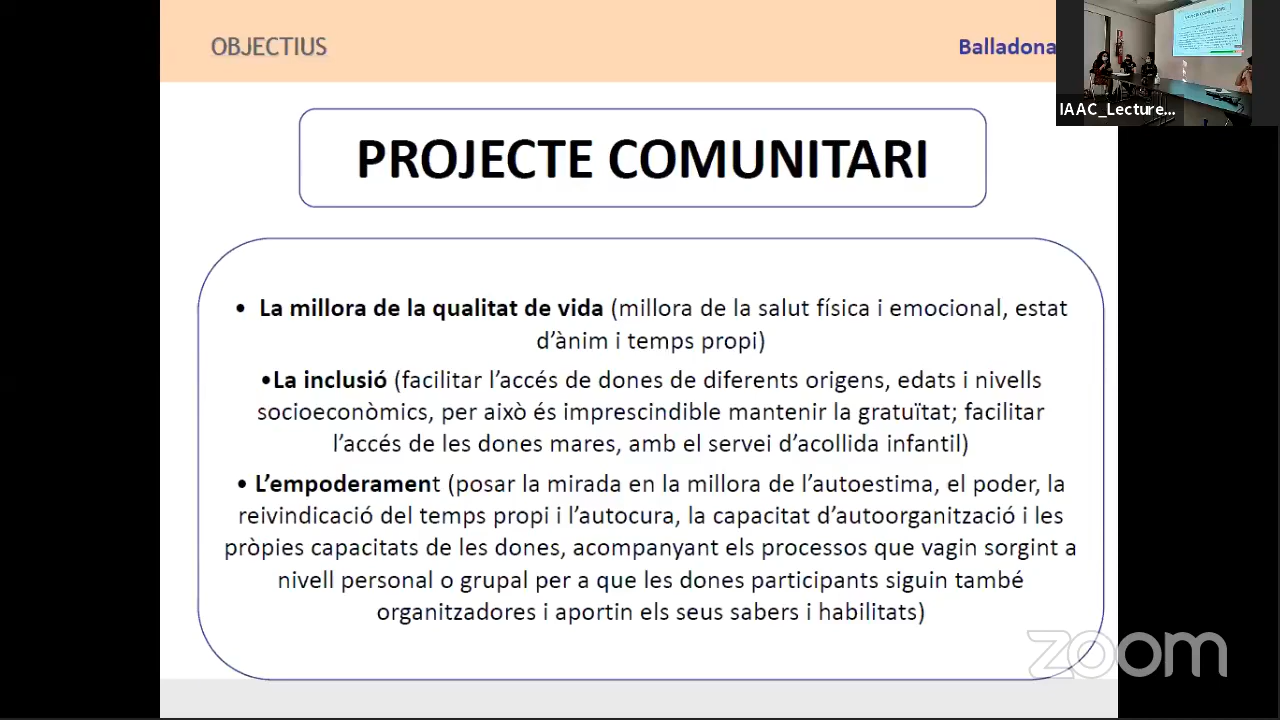 OBJECTIUS
Balladona
IAAC_Lecture...
PROJECTE COMUNITARI
• La millora de la qualitat de vida (millora de la salut física i emocional, estat
d’ànim i temps propi)
•La inclusió (facilitar l’accés de dones de diferents origens, edats i nivells
socioeconòmics, per això és imprescindible mantenir la gratuïtat; facilitar
l’accés de les dones mares, amb el servei d’acollida infantil)
• L’empoderament (posar la mirada en la millora de l’autoestima, el poder, la
reivindicació del temps propi i l’autocura, la capacitat d’autoorganització i les
pròpies capacitats de les dones, acompanyant els processos que vagin sorgint a
nivell personal o grupal per a que les dones participants siguin també
organitzadores i aportin els seus sabers i habilitats)
zoom